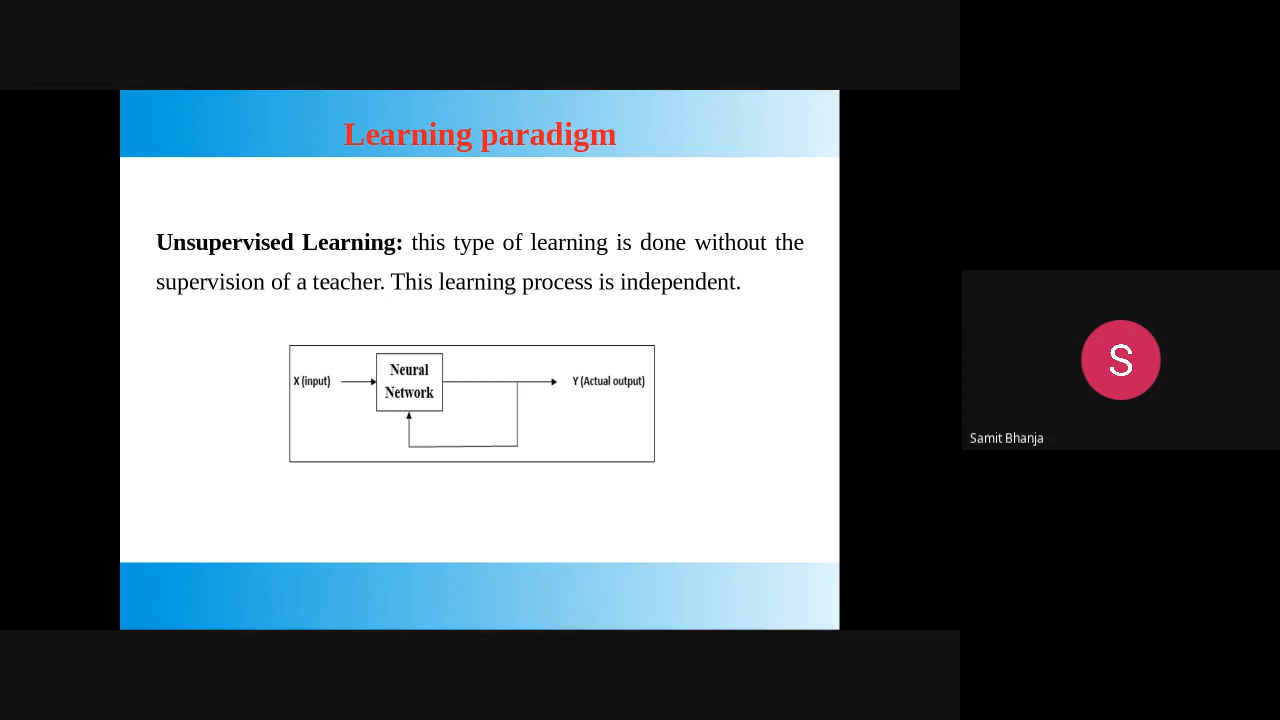 Learning paradigm
Unsupervised Learning: this type of learning is done without the
supervision of a teacher. This learning process is independent.
X (input)
Neural
Network
Y (Actual output)
S
Samit Bhanja